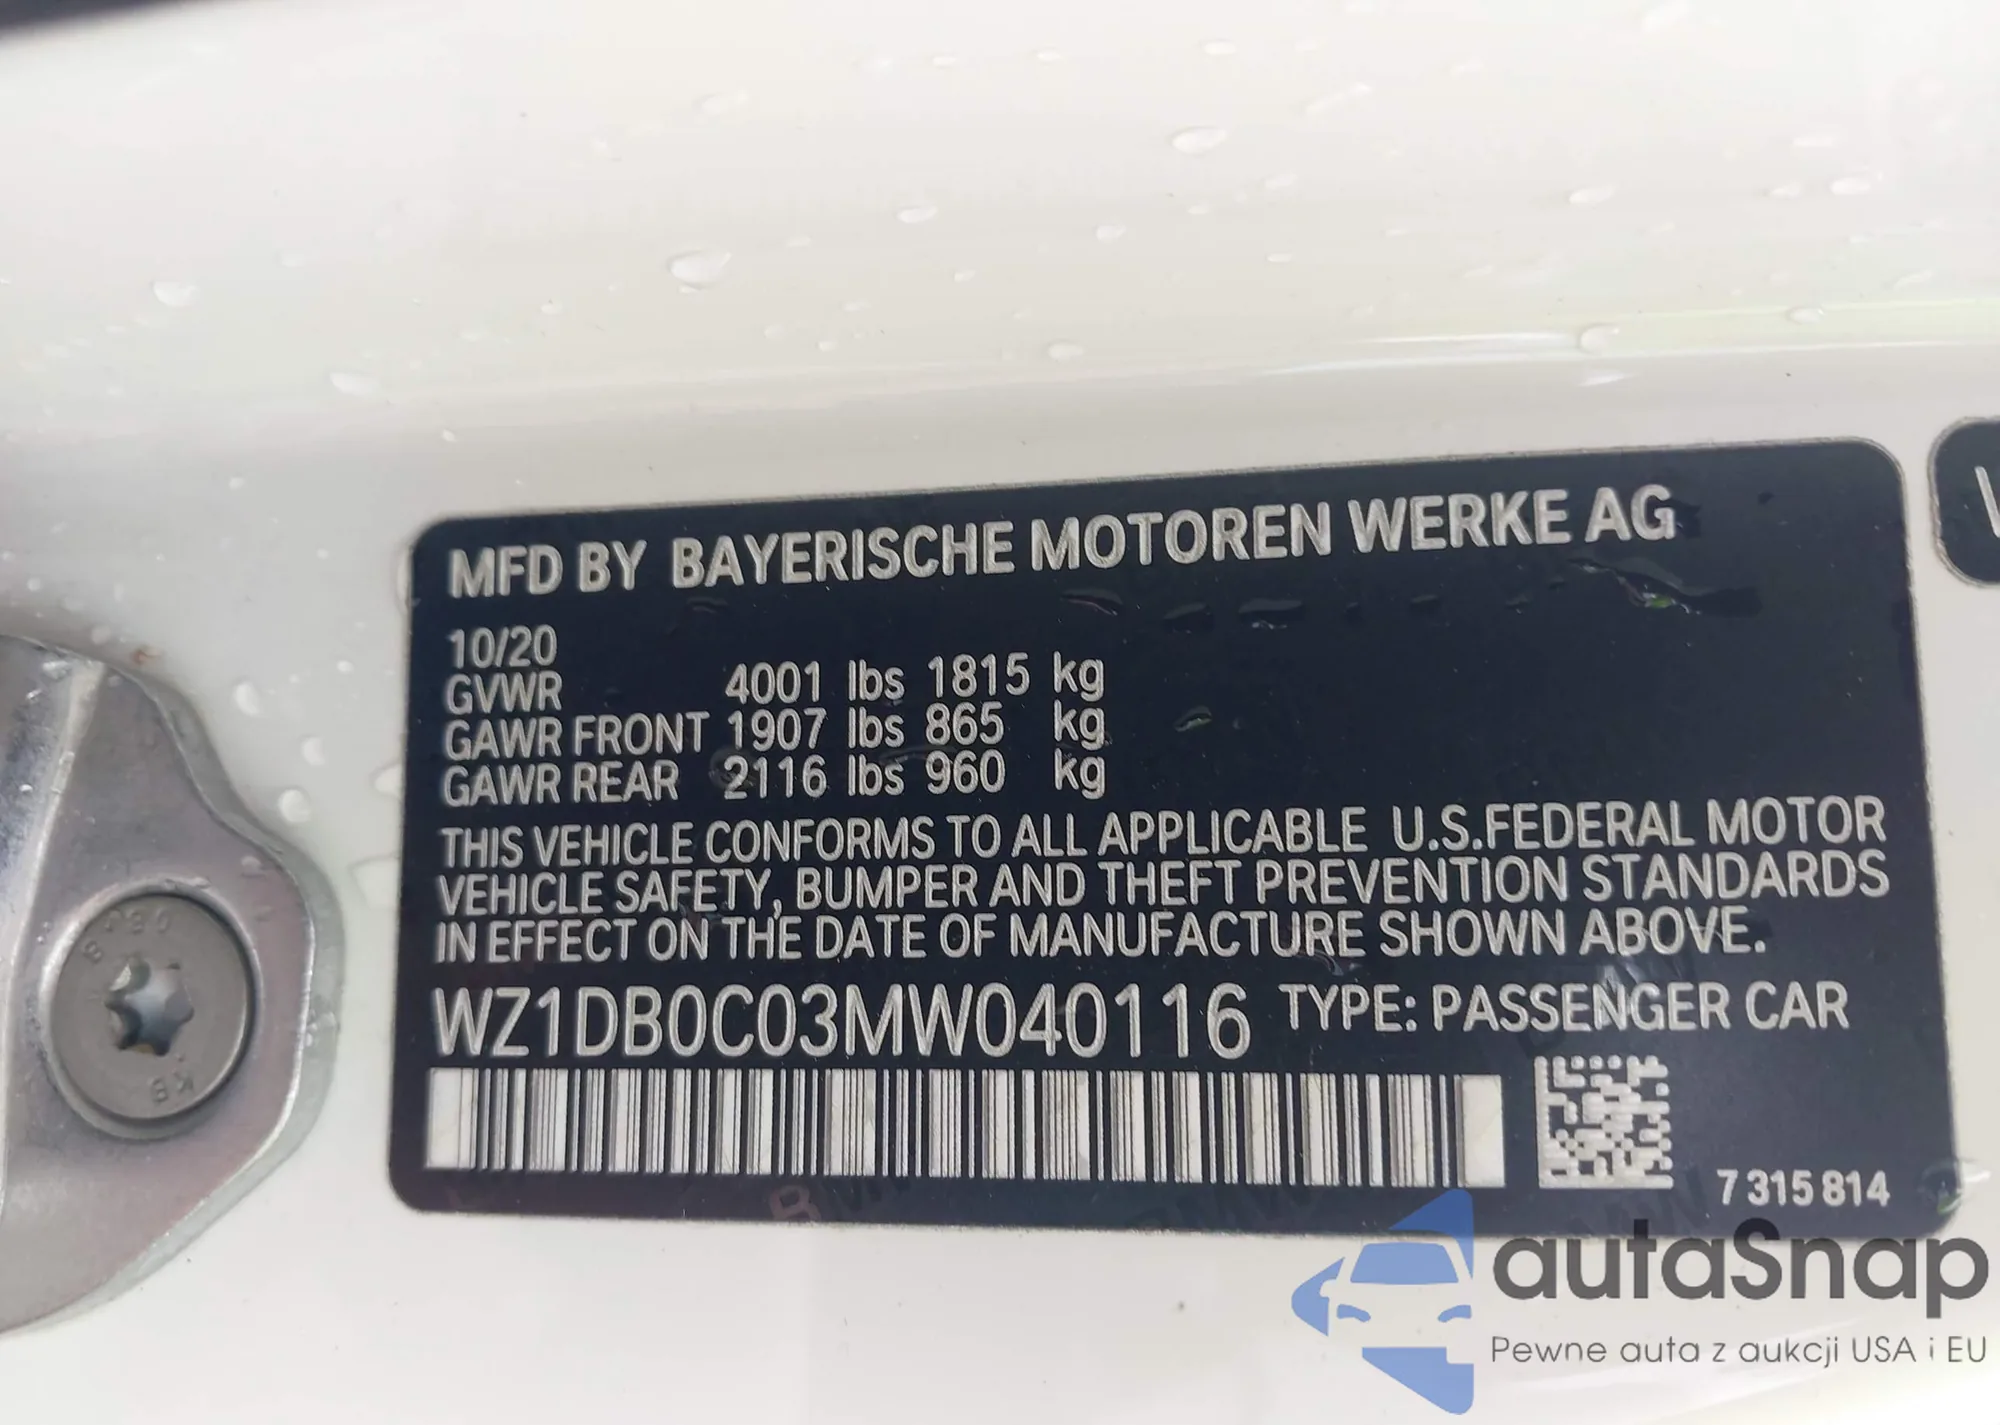 MFD BY BAYERISCHE MOTOREN WERKE AG
10/20
GVWR 4001 lbs 1815 kg
GAWR FRONT 1907 lbs 865 kg
GAWR REAR 2116 lbs 960 kg
THIS VEHICLE CONFORMS TO ALL APPLICABLE U.S.FEDERAL MOTOR
VEHICLE SAFETY, BUMPER AND THEFT PREVENTION STANDARDS
IN EFFECT ON THE DATE OF MANUFACTURE SHOWN ABOVE.
WZ1DB0C03MW040116 TYPE: PASSENGER CAR
7 315 814
autaSnap
Pewne auta z aukcji USA i EU